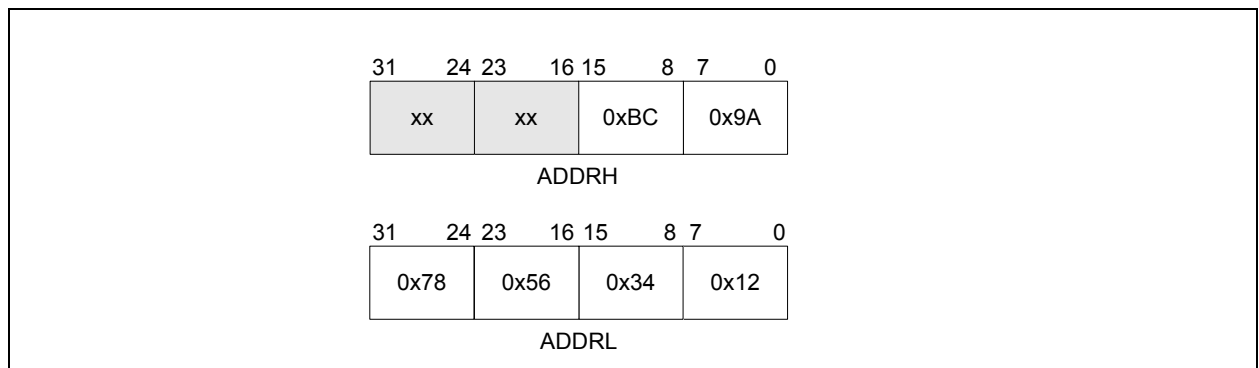 31 24 23 16 15 8 7 0
xx xx 0xBC 0x9A
ADDRH
31 24 23 16 15 8 7 0
0x78 0x56 0x34 0x12
ADDRL